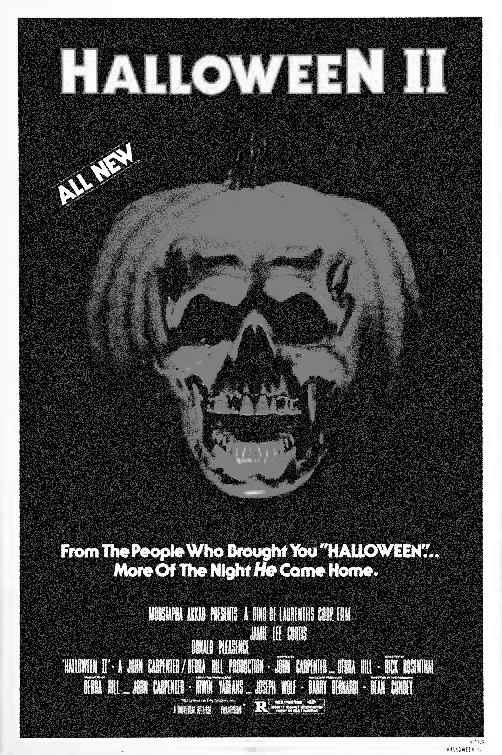 HALLOWEEN II
ALL NEW
From The People Who Brought You "HALLOWEEN"...
More Of The Night He Came Home.
MOUSTAPHA AKKAD PRESENTS A DINO DE LAURENTIIS CORP. FILM
JAMIE LEE CURTIS
DONALD PLEASENCE
"HALLOWEEN II" · A JOHN CARPENTER/DEBRA HILL PRODUCTION · JOHN CARPENTER DEBRA HILL · RICK ROSENTHAL
DEBRA HILL JOHN CARPENTER · IRWIN YABLANS JOSEPH WOLF · BARRY BERNARDI · DEAN CUNDEY
A UNIVERSAL RELEASE PANAVISION R